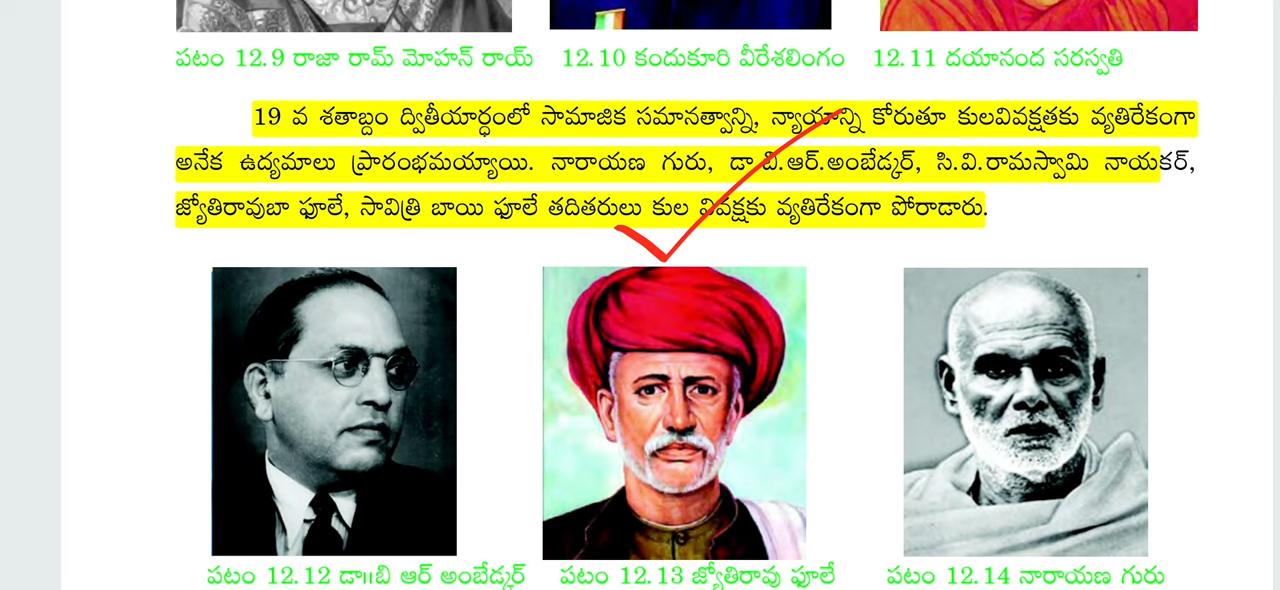 పటం 12.9 రాజా రామ్ మోహన్ రాయ్ 12.10 కందుకూరి వీరేశలింగం 12.11 దయానంద సరస్వతి
19 వ శతాబ్దం ద్వితీయార్ధంలో సామాజిక సమానత్వాన్ని, న్యాయాన్ని కోరుతూ కులవివక్షతకు వ్యతిరేకంగా
అనేక ఉద్యమాలు ప్రారంభమయ్యాయి. నారాయణ గురు, డా.బి.ఆర్.అంబేడ్కర్, సి.వి.రామస్వామి నాయకర్,
జ్యోతిరావుబా ఫూలే, సావిత్రి బాయి ఫూలే తదితరులు కుల వివక్షకు వ్యతిరేకంగా పోరాడారు.
పటం 12.12 డా॥బి ఆర్ అంబేడ్కర్ పటం 12.13 జ్యోతిరావు ఫూలే పటం 12.14 నారాయణ గురు